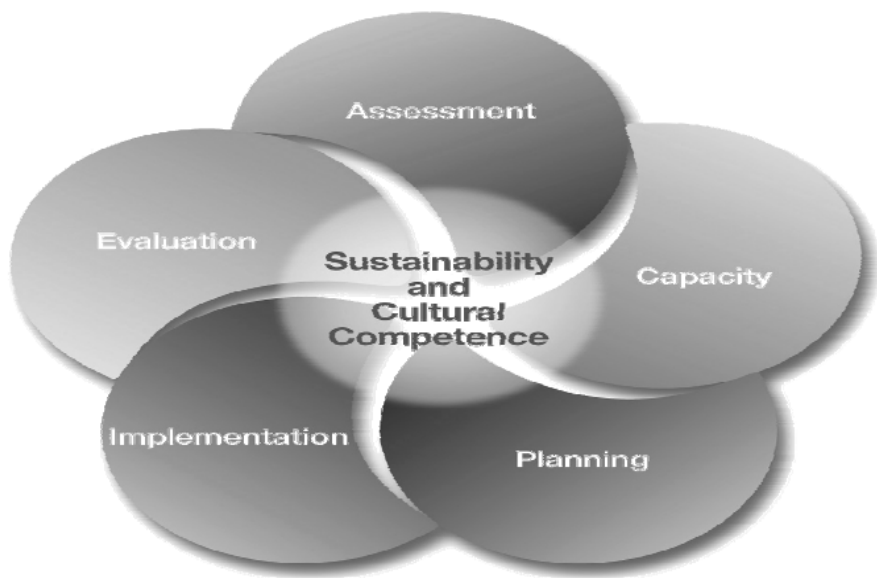 Assessment
Capacity
Planning
Implementation
Evaluation
Sustainability
and
Cultural
Competence